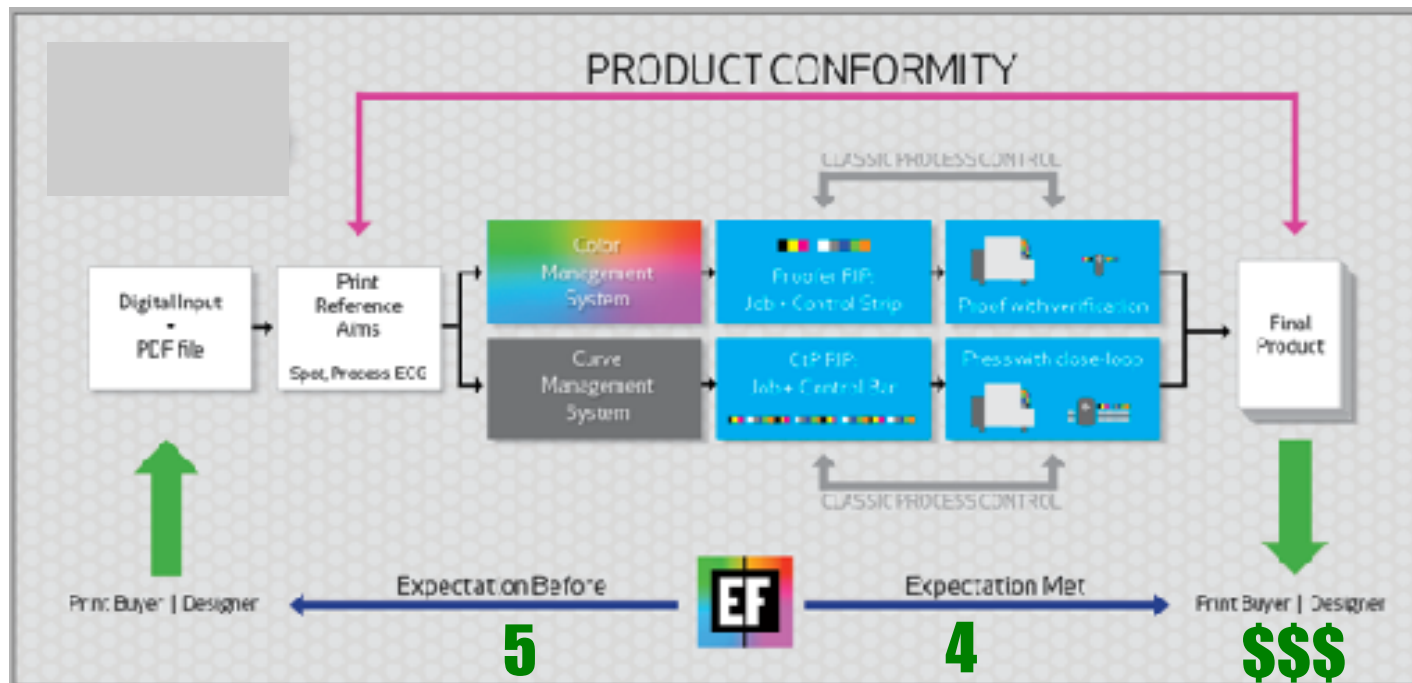 PRODUCT CONFORMITY
CLASSIC PROCESS CONTROL
Digital Input
+
PDF file
Print
Reference
Aims
Spot, Process ECG
Color
Management
System
Proofer RIP:
Job + Control Strip
Proof with verification
Curve
Management
System
CtP RIP:
Job + Control Bar
Press with close-loop
Final
Product
CLASSIC PROCESS CONTROL
Print Buyer | Designer
Expectation Before
5
EF
Expectation Met
4
Print Buyer | Designer
$$$